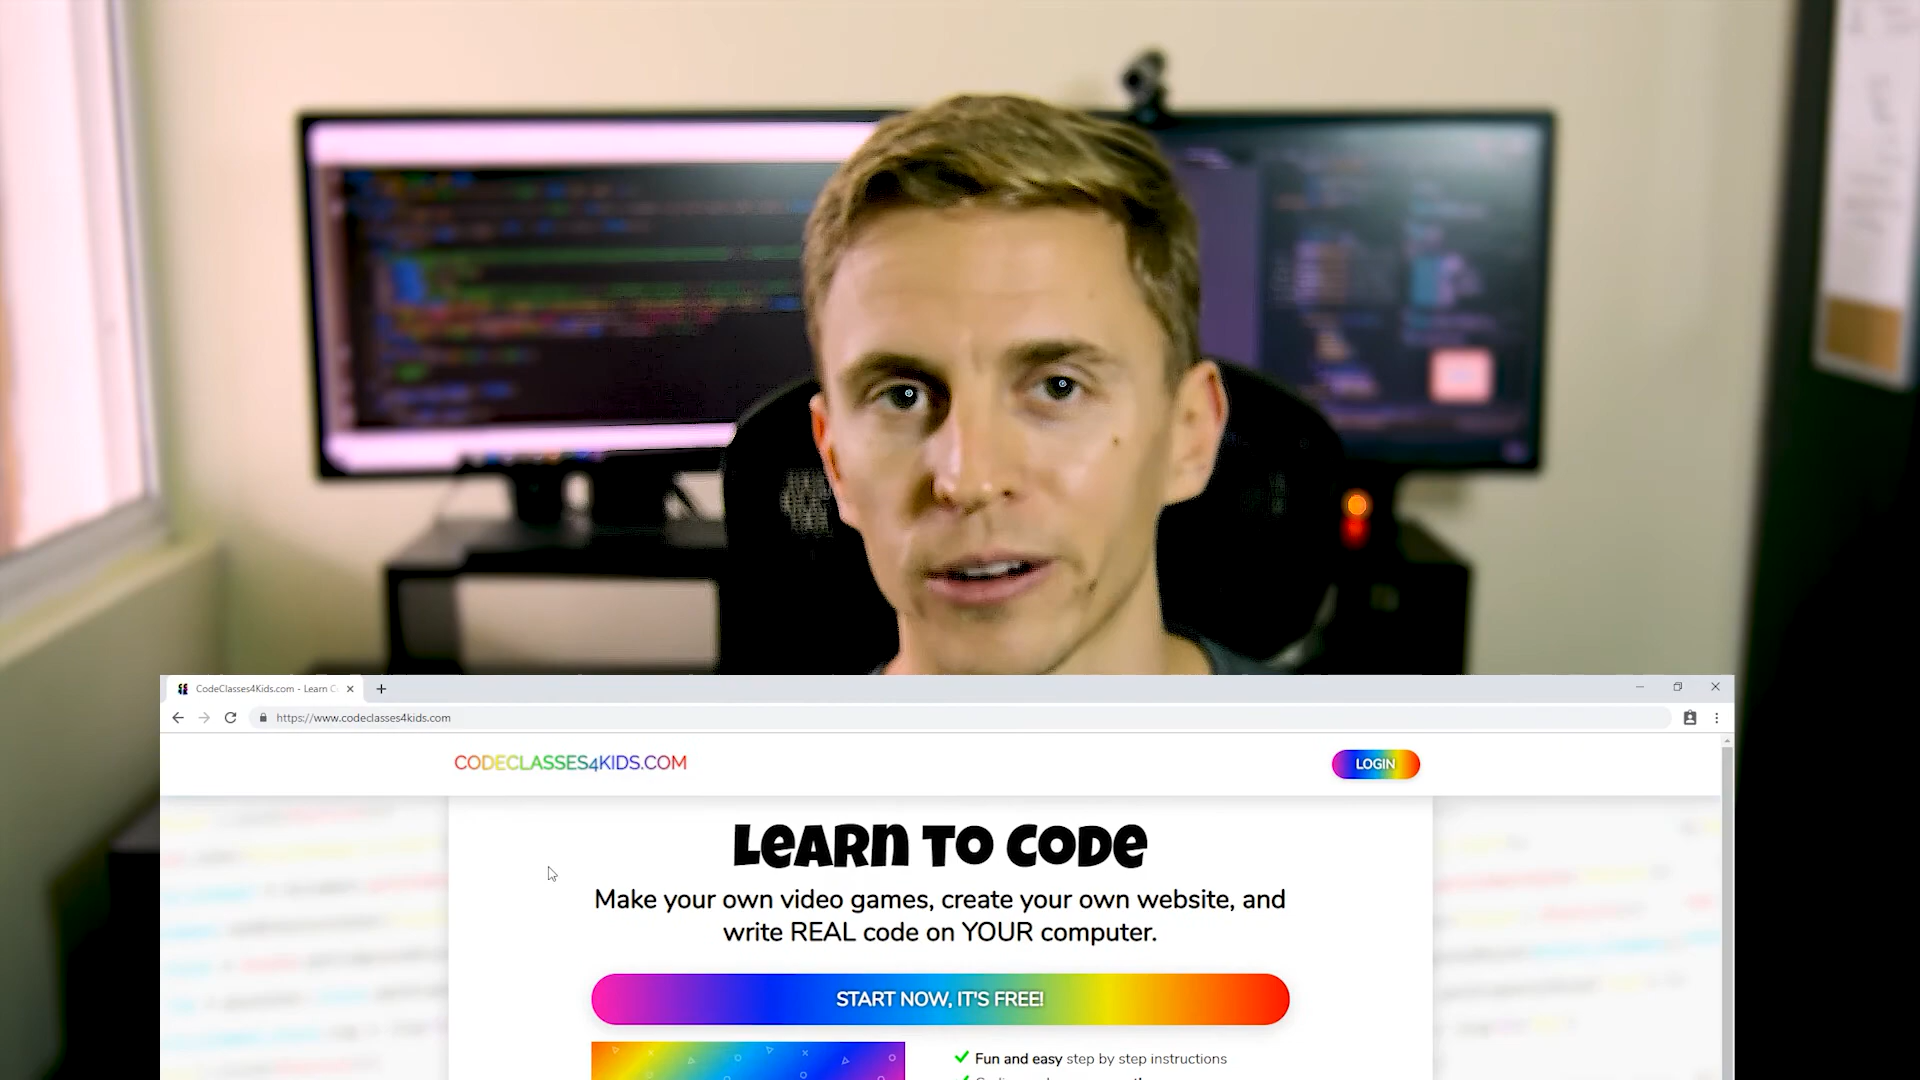 CodeClasses4Kids.com - Learn C
https://www.codeclasses4kids.com
CODECLASSES4KIDS.COM
LOGIN
LEARN TO CODE
Make your own video games, create your own website, and
write REAL code on YOUR computer.
START NOW, IT'S FREE!
Fun and easy step by step instructions